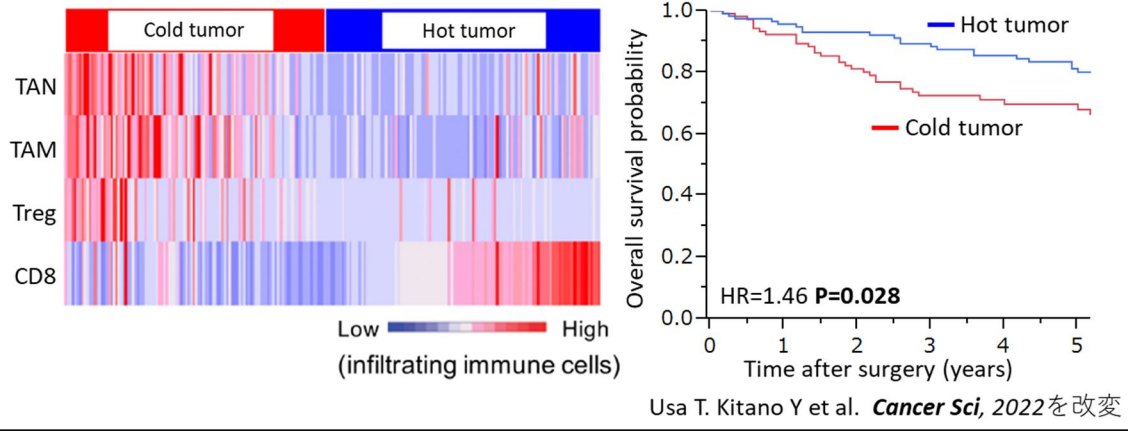 Cold tumor
Hot tumor
TAN
TAM
Treg
CD8
Low
High
(infiltrating immune cells)
Overall survival probability
1.0
0.8
0.6
0.4
0.2
0.0
Hot tumor
Cold tumor
HR=1.46 P=0.028
0 1 2 3 4 5
Time after surgery (years)
Usa T. Kitano Y et al. Cancer Sci, 2022を改変